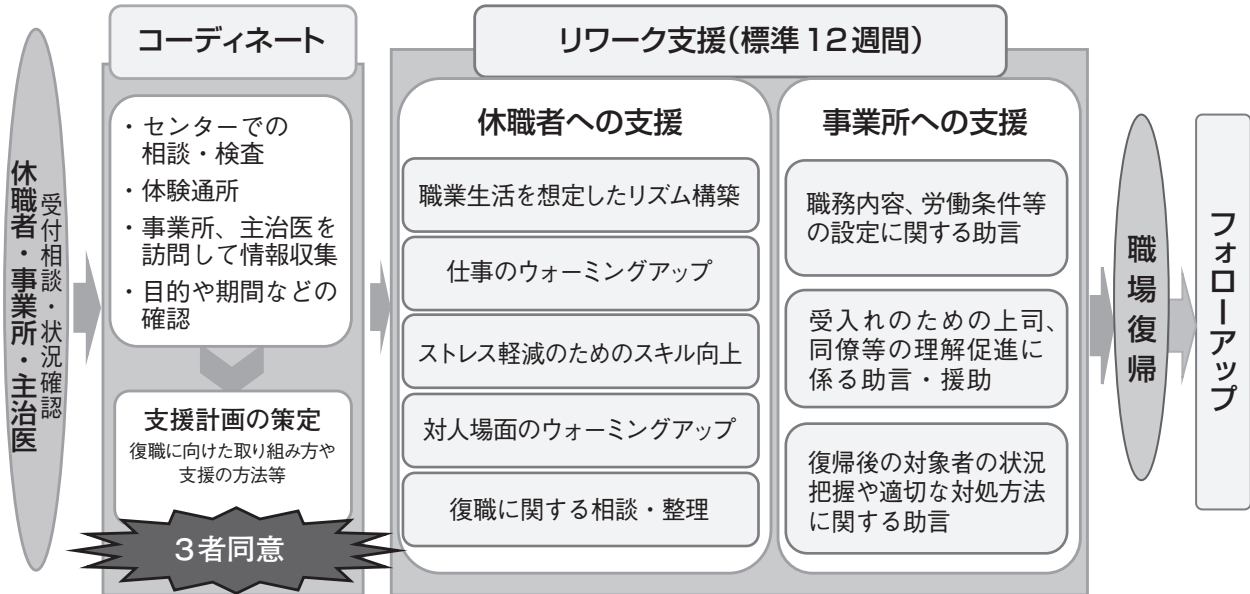 休職者・事業所・主治医
受付相談・状況確認
コーディネート
・センターでの
相談・検査
・体験通所
・事業所、主治医を
訪問して情報収集
・目的や期間などの
確認
支援計画の策定
復職に向けた取り組み方や
支援の方法等
3者同意
リワーク支援（標準12週間）
休職者への支援
職業生活を想定したリズム構築
仕事のウォーミングアップ
ストレス軽減のためのスキル向上
対人場面のウォーミングアップ
復職に関する相談・整理
事業所への支援
職務内容、労働条件等
の設定に関する助言
受入れのための上司、
同僚等の理解促進に
係る助言・援助
復帰後の対象者の状況
把握や適切な対処方法
に関する助言
職場復帰
フォローアップ